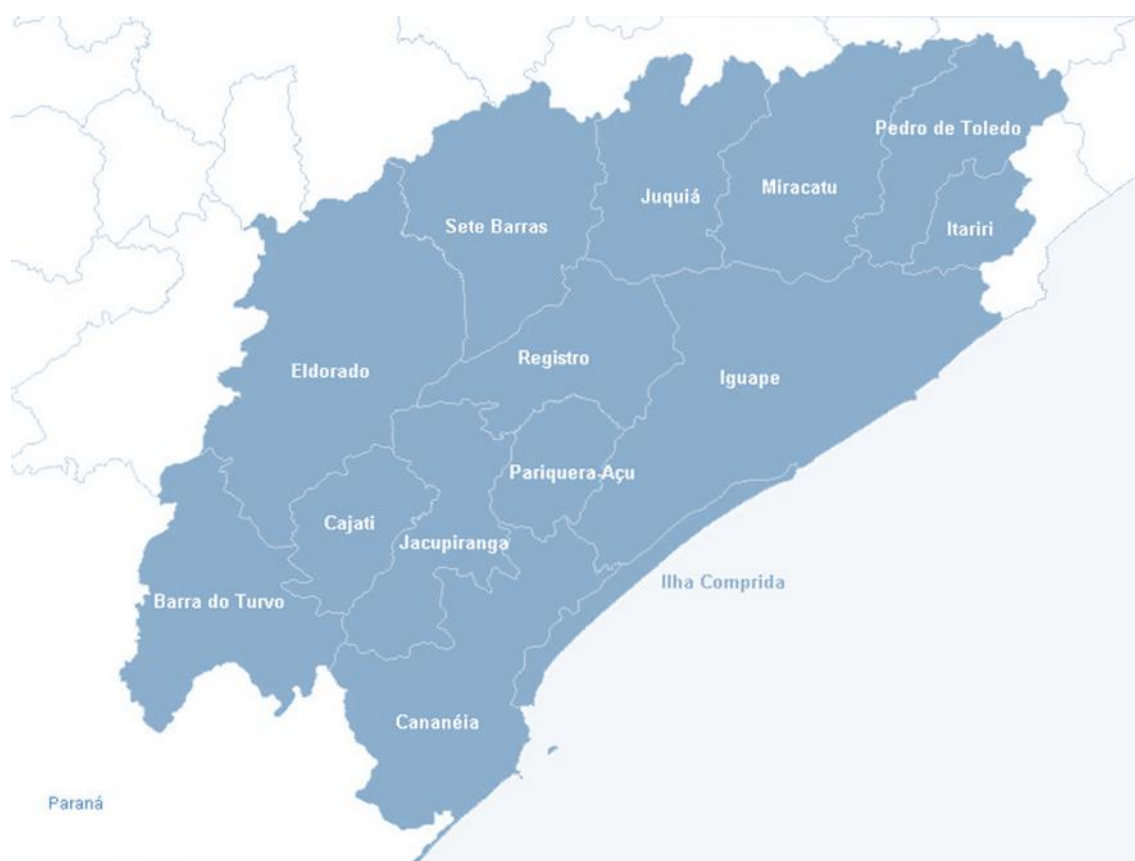 Pedro de Toledo
Miracatu
Juquiá
Sete Barras
Itariri
Registro
Eldorado
Iguape
Pariquera-Açu
Cajati
Jacupiranga
Ilha Comprida
Barra do Turvo
Cananéia
Paraná